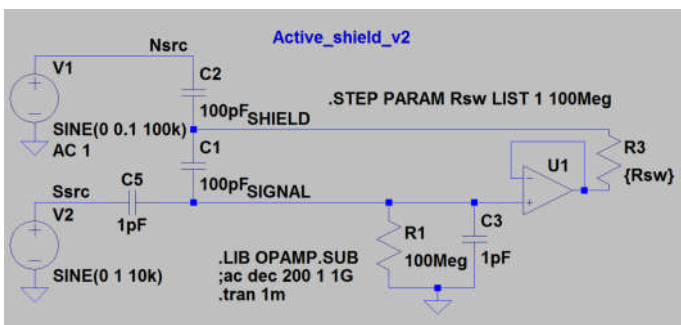 Active_shield_v2
Nsrc
V1
C2
100pF
SHIELD
.STEP PARAM Rsw LIST 1 100Meg
SINE(0 0.1 100k)
AC 1
C1
100pF
SIGNAL
U1
R3
{Rsw}
Ssrc
C5
1pF
V2
SINE(0 1 10k)
R1
100Meg
C3
1pF
.LIB OPAMP.SUB
;ac dec 200 1 1G
.tran 1m